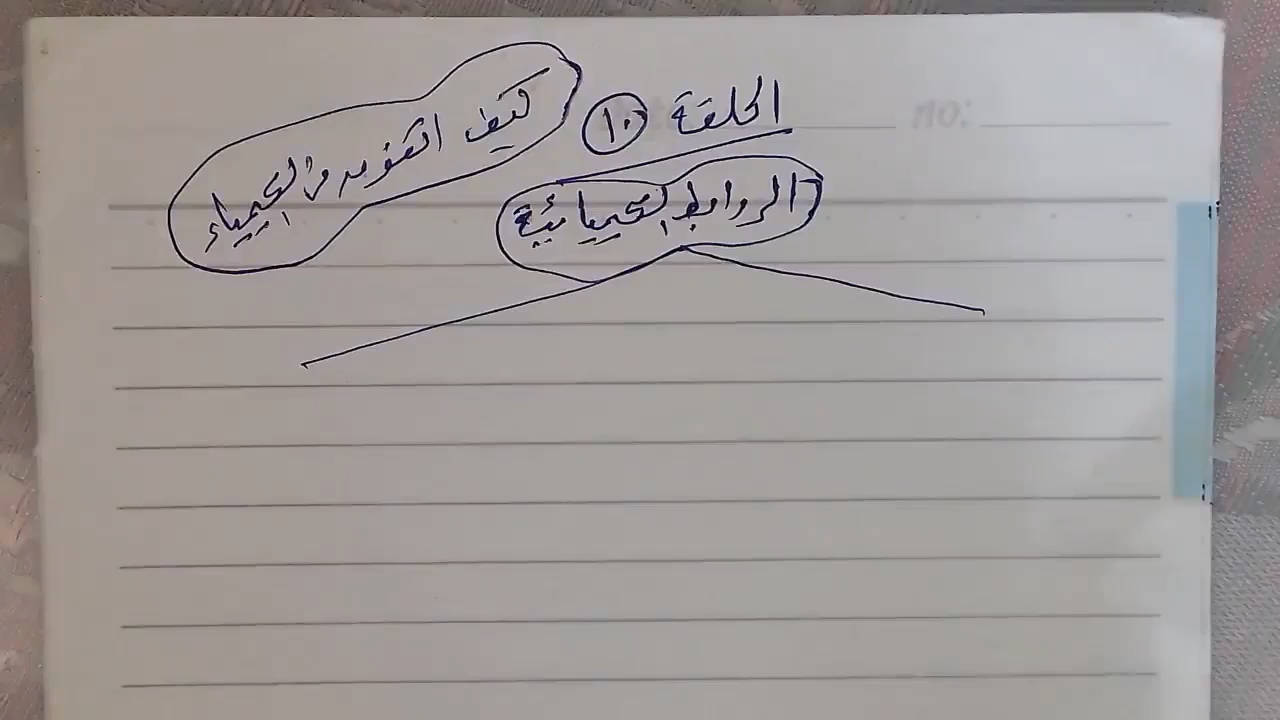 الحلقة ١٠
كيف اتفوق في الكيمياء
الروابط الكيميائية
no: